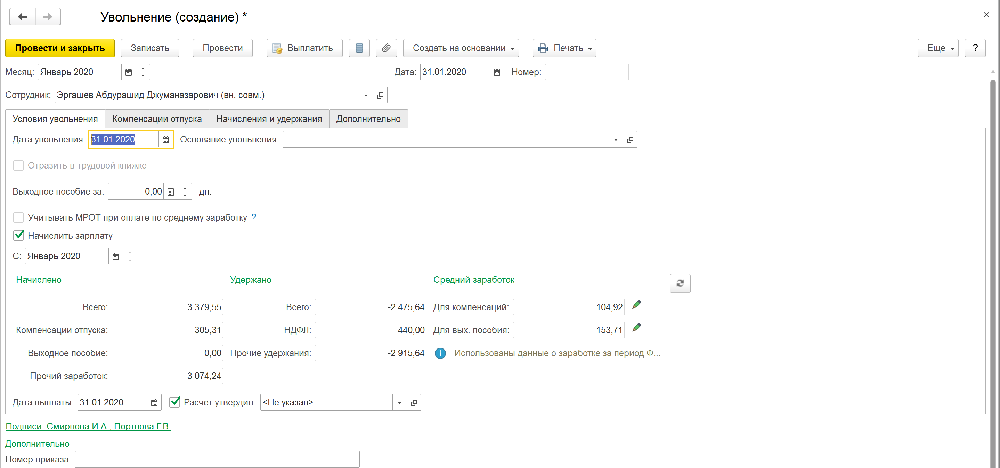 Увольнение (создание) *
Провести и закрыть Записать Провести Выплатить Создать на основании Печать Еще ?
Месяц: Январь 2020 Дата: 31.01.2020 Номер:
Сотрудник: Эргашев Абдурашид Джуманазарович (вн. совм.)
Условия увольнения Компенсации отпуска Начисления и удержания Дополнительно
Дата увольнения: 31.01.2020 Основание увольнения:
Отразить в трудовой книжке
Выходное пособие за: 0,00 дн.
Учитывать МРОТ при оплате по среднему заработку ?
Начислить зарплату
С: Январь 2020
Начислено Удержано Средний заработок
Всего: 3 379,55 Всего: -2 475,64 Для компенсаций: 104,92
Компенсации отпуска: 305,31 НДФЛ: 440,00 Для вых. пособия: 153,71
Выходное пособие: 0,00 Прочие удержания: -2 915,64 Использованы данные о заработке за период Ф...
Прочий заработок: 3 074,24
Дата выплаты: 31.01.2020 Расчет утвердил <Не указан>
Подписи: Смирнова И.А., Портнова Г.В.
Дополнительно
Номер приказа: